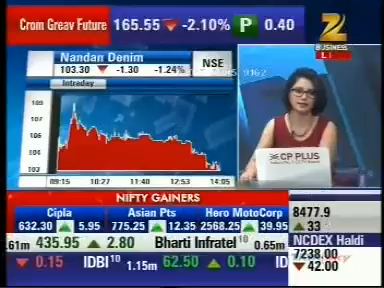 Crom Greav Future 165.55 -2.10% P 0.40
Z
BUSINESS
Nandan Denim
103.30 -1.30 -1.24%
NSE
Intraday
108
106
105
103
09:15 10:27 11:40 12:53 14:05
CP PLUS
NIFTY GAINERS
Cipla Asian Pts Hero MotoCorp
632.30 5.95 775.25 12.35 2568.25 39.95
8477.9
33
NCDEX Haldi
7238.00
42.00
.61m 435.95 2.80 Bharti Infratel 10 0.65m
0.15 IDBI 10 1.15m 62.50 0.10